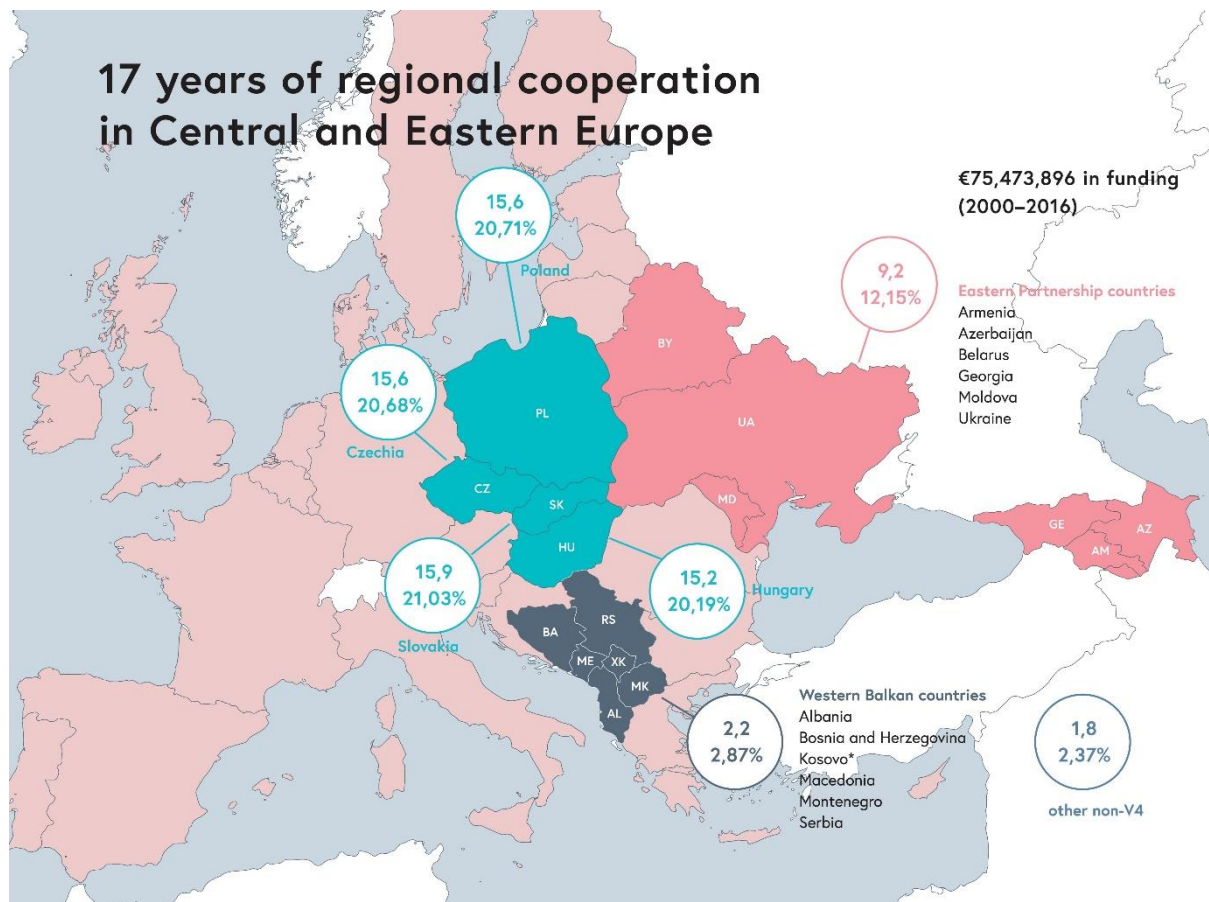 17 years of regional cooperation
in Central and Eastern Europe
€75,473,896 in funding
(2000–2016)
15,6
20,71%
Poland
9,2
12,15%
Eastern Partnership countries
Armenia
Azerbaijan
Belarus
Georgia
Moldova
Ukraine
15,6
20,68%
Czechia
BY
PL
UA
CZ
SK
MD
HU
GE
AZ
AM
15,9
21,03%
Slovakia
15,2
20,19%
Hungary
BA
RS
ME
XK
MK
AL
2,2
2,87%
Western Balkan countries
Albania
Bosnia and Herzegovina
Kosovo*
Macedonia
Montenegro
Serbia
1,8
2,37%
other non-V4